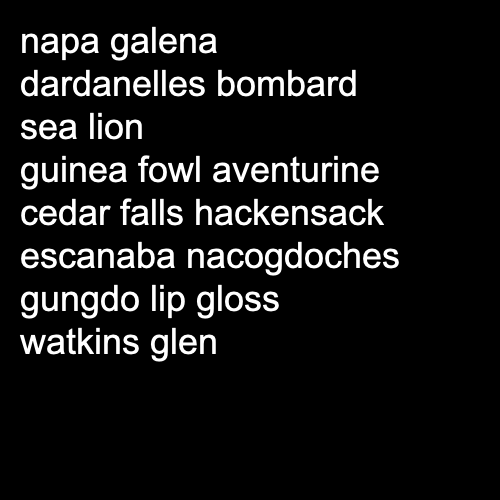 napa galena
dardanelles bombard
sea lion
guinea fowl aventurine
cedar falls hackensack
escanaba nacogdoches
gungdo lip gloss
watkins glen